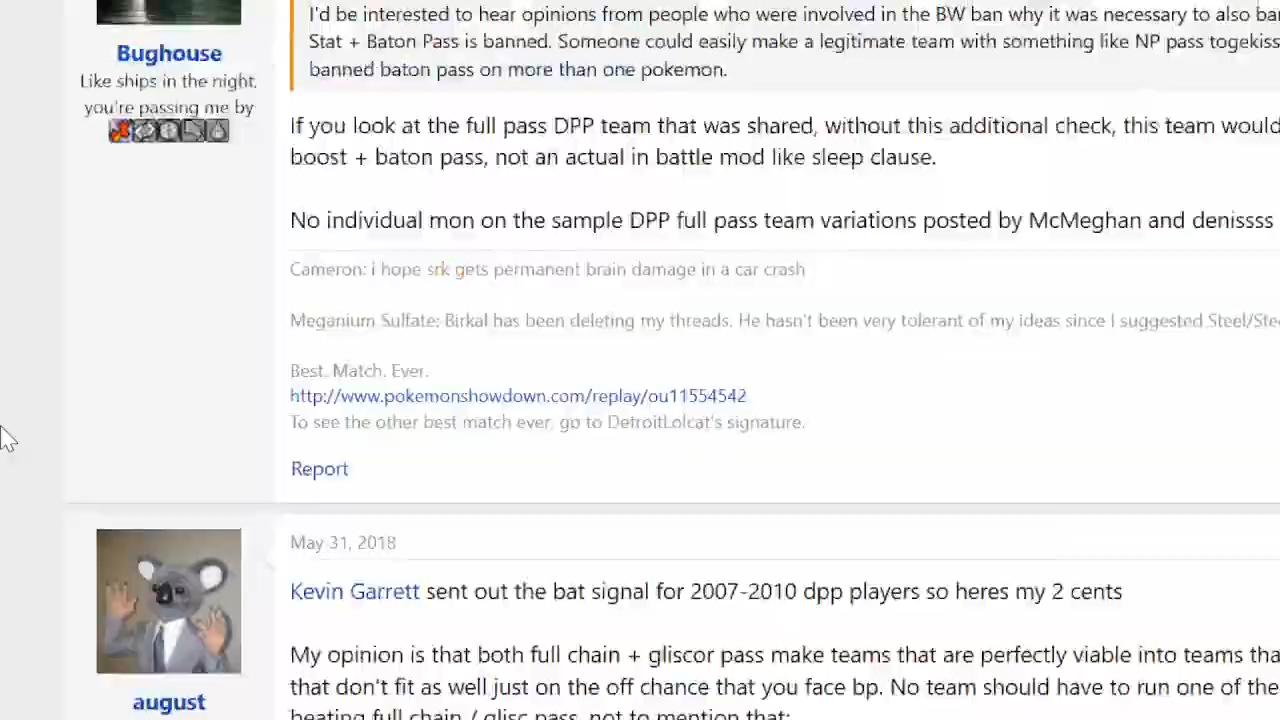 I'd be interested to hear opinions from people who were involved in the BW ban why it was necessary to also ba
Stat + Baton Pass is banned. Someone could easily make a legitimate team with something like NP pass togekiss
banned baton pass on more than one pokemon.
Bughouse
Like ships in the night,
you're passing me by
If you look at the full pass DPP team that was shared, without this additional check, this team would
boost + baton pass, not an actual in battle mod like sleep clause.
No individual mon on the sample DPP full pass team variations posted by McMeghan and denissss
Cameron: i hope srk gets permanent brain damage in a car crash
Meganium Sulfate: Birkal has been deleting my threads. He hasn't been very tolerant of my ideas since I suggested Steel/Stee
Best. Match. Ever.
http://www.pokemonshowdown.com/replay/ou11554542
To see the other best match ever, go to DetroitLolcat's signature.
Report
May 31, 2018
Kevin Garrett sent out the bat signal for 2007-2010 dpp players so heres my 2 cents
My opinion is that both full chain + gliscor pass make teams that are perfectly viable into teams tha
that don't fit as well just on the off chance that you face bp. No team should have to run one of the
august
beating full chain / glisc pass, not to mention that: